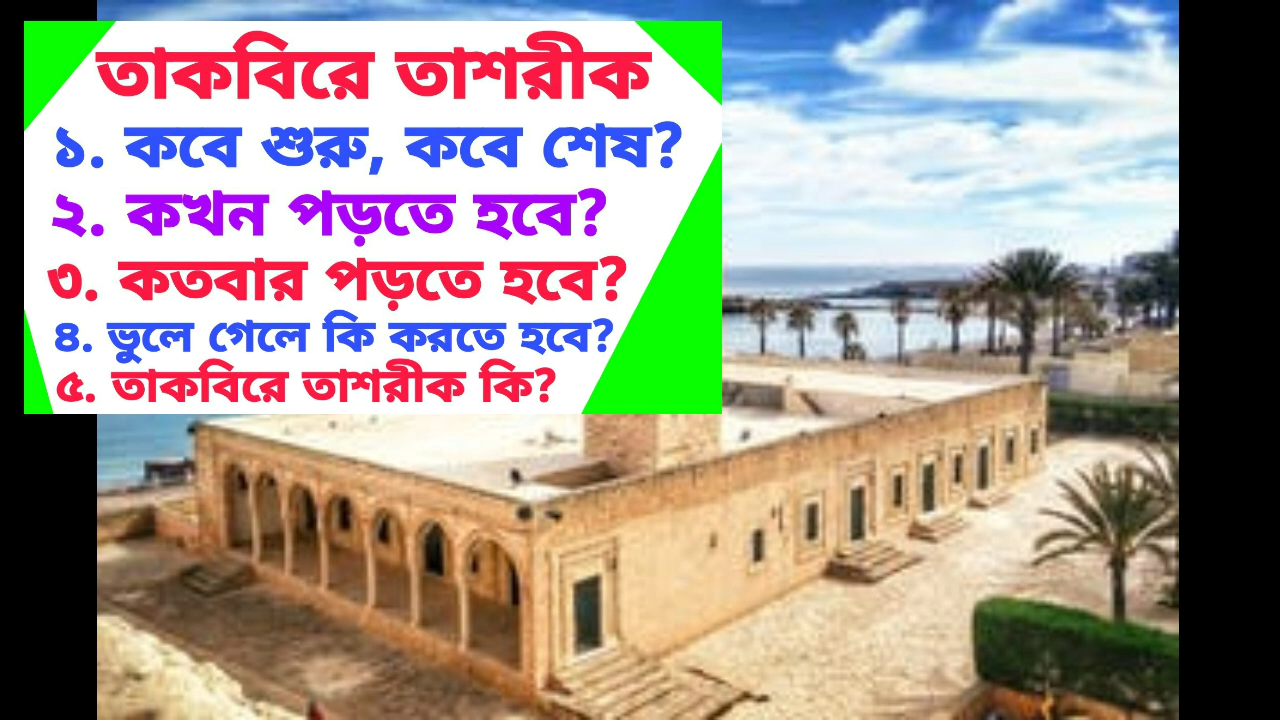 তাকবিরে তাশরীক
১. কবে শুরু, কবে শেষ?
২. কখন পড়তে হবে?
৩. কতবার পড়তে হবে?
৪. ভুলে গেলে কি করতে হবে?
৫. তাকবিরে তাশরীক কি?